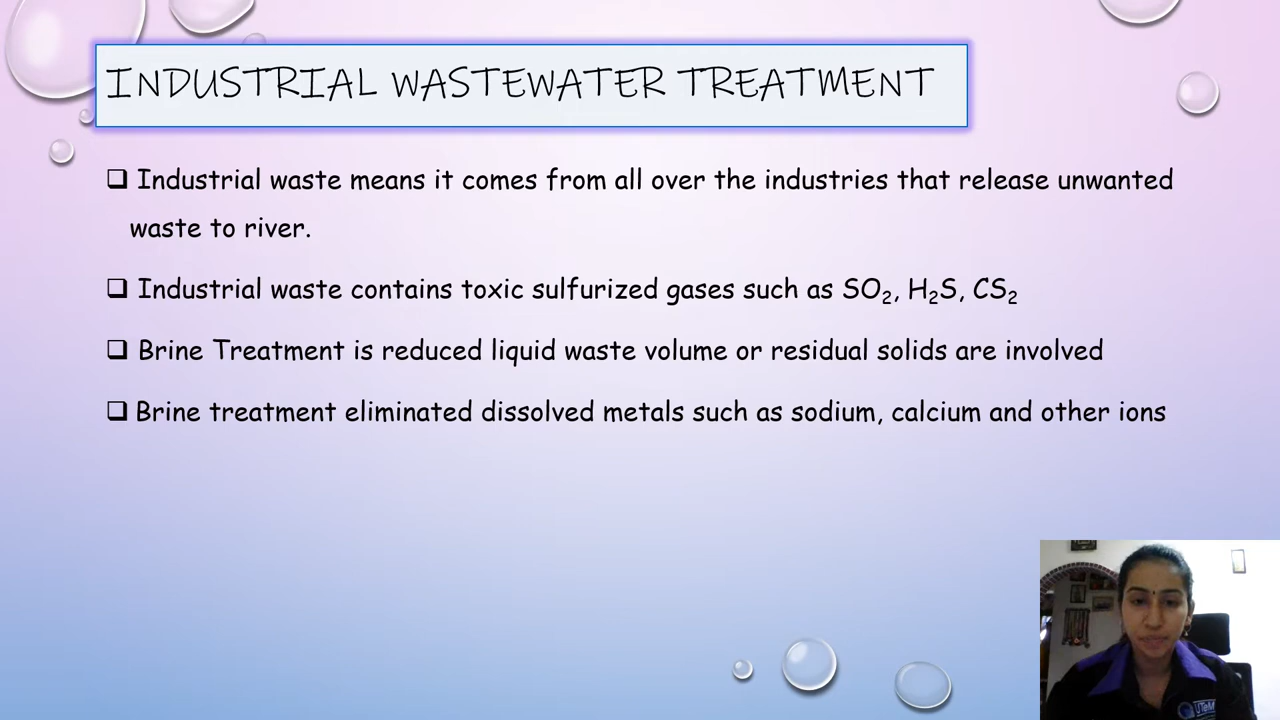 INDUSTRIAL WASTEWATER TREATMENT
❑ Industrial waste means it comes from all over the industries that release unwanted
waste to river.
❑ Industrial waste contains toxic sulfurized gases such as SO₂, H₂S, CS₂
❑ Brine Treatment is reduced liquid waste volume or residual solids are involved
❑ Brine treatment eliminated dissolved metals such as sodium, calcium and other ions
UTeM